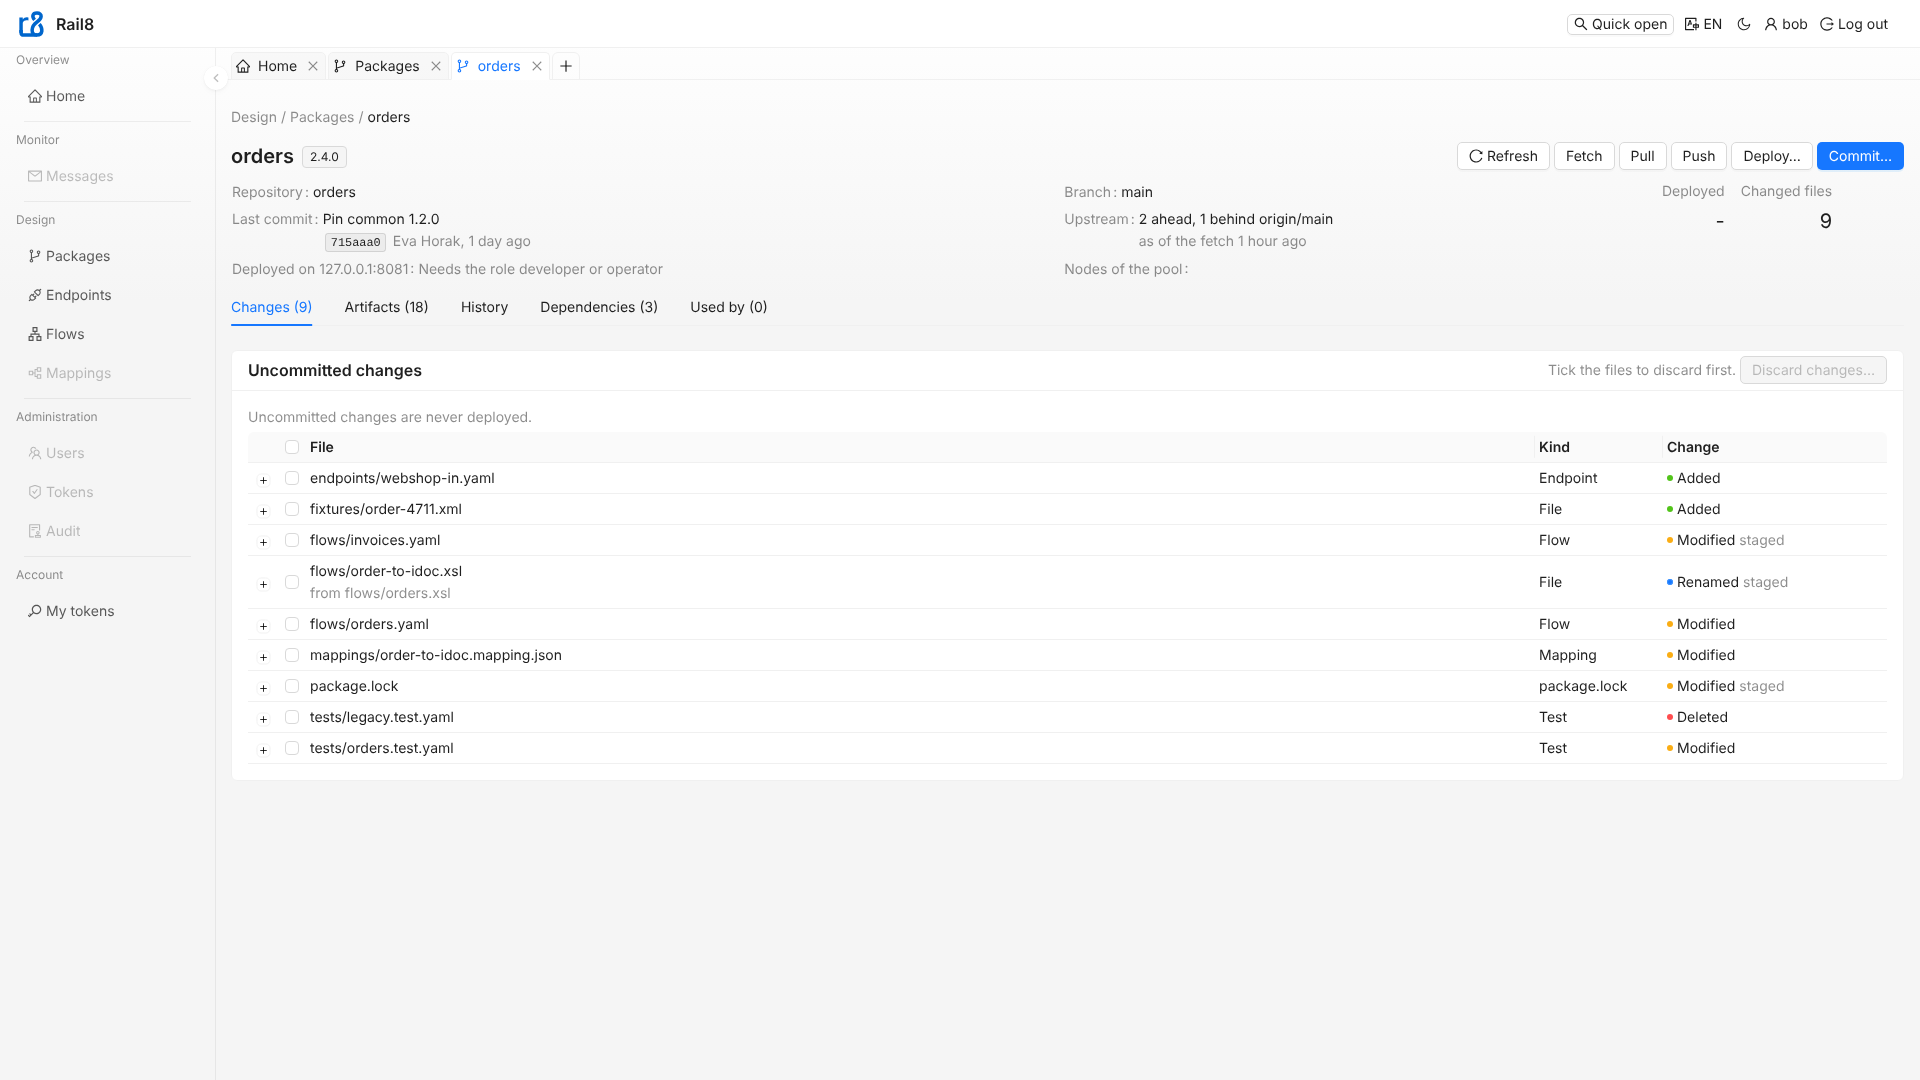 Rail8
Quick open
EN
bob
Log out
Overview
Home
Monitor
Messages
Design
Packages
Endpoints
Flows
Mappings
Administration
Users
Tokens
Audit
Account
My tokens
Home
Packages
orders
Design / Packages / orders
orders 2.4.0
Refresh
Fetch
Pull
Push
Deploy...
Commit...
Repository: orders
Branch: main
Deployed
-
Changed files
9
Last commit: Pin common 1.2.0
715aaa0 Eva Horak, 1 day ago
Upstream: 2 ahead, 1 behind origin/main
as of the fetch 1 hour ago
Deployed on 127.0.0.1:8081: Needs the role developer or operator
Nodes of the pool:
Changes (9)
Artifacts (18)
History
Dependencies (3)
Used by (0)
Uncommitted changes
Tick the files to discard first.
Discard changes...
Uncommitted changes are never deployed.
File Kind Change
endpoints/webshop-in.yaml Endpoint Added
fixtures/order-4711.xml File Added
flows/invoices.yaml Flow Modified staged
flows/order-to-idoc.xsl File Renamed staged
from flows/orders.xsl
flows/orders.yaml Flow Modified
mappings/order-to-idoc.mapping.json Mapping Modified
package.lock package.lock Modified staged
tests/legacy.test.yaml Test Deleted
tests/orders.test.yaml Test Modified